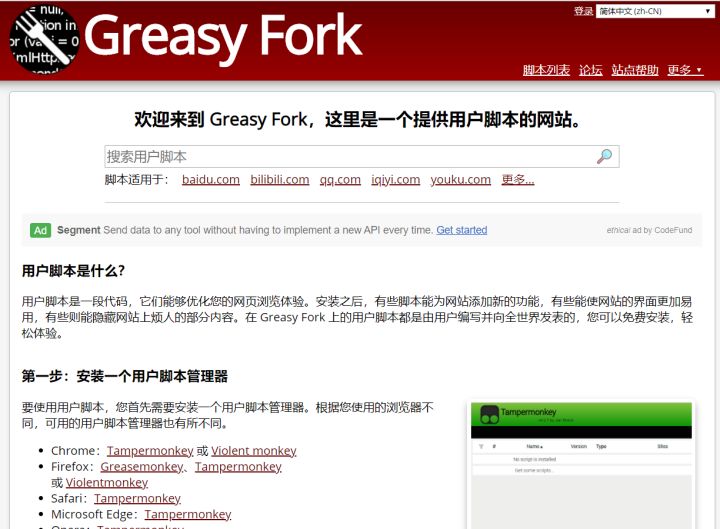 = null,
tion in
or (va i = 0
mlHttp
Greasy Fork
登录 简体中文 (zh-CN)
脚本列表 论坛 站点帮助 更多
欢迎来到 Greasy Fork，这里是一个提供用户脚本的网站。
搜索用户脚本
脚本适用于： baidu.com bilibili.com qq.com iqiyi.com youku.com 更多...
Ad Segment Send data to any tool without having to implement a new API every time. Get started
ethical ad by CodeFund
用户脚本是什么？
用户脚本是一段代码，它们能够优化您的网页浏览体验。安装之后，有些脚本能为网站添加新的功能，有些能使网站的界面更加易
用，有些则能隐藏网站上烦人的部分内容。在 Greasy Fork 上的用户脚本都是由用户编写并向全世界发表的，您可以免费安装，轻
松体验。
第一步：安装一个用户脚本管理器
要使用用户脚本，您首先需要安装一个用户脚本管理器。根据您使用的浏览器不
同，可用的用户脚本管理器也有所不同。
Chrome：Tampermonkey 或 Violent monkey
Firefox：Greasemonkey、Tampermonkey
或 Violentmonkey
Safari：Tampermonkey
Microsoft Edge：Tampermonkey
Opera：Tampermonkey
Tampermonkey
# Name Version Type Sites
No script is installed
Get some scripts...